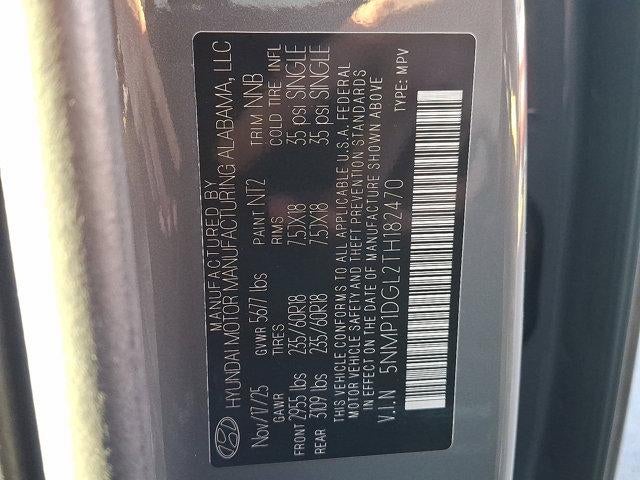 MANUFACTURED BY
HYUNDAI MOTOR MANUFACTURING ALABAMA, LLC
Nov/17/25 GVWR 5677 lbs PAINT NT2 TRIM NNB
GAWR TIRES RIMS COLD TIRE INFL
FRONT 2955 lbs 235/60R18 7.5JX18 35 psi SINGLE
REAR 3109 lbs 235/60R18 7.5JX18 35 psi SINGLE
THIS VEHICLE CONFORMS TO ALL APPLICABLE U.S.A. FEDERAL
MOTOR VEHICLE SAFETY AND THEFT PREVENTION STANDARDS
IN EFFECT ON THE DATE OF MANUFACTURE SHOWN ABOVE
V.I.N 5NMP1DGL2TH182470 TYPE: MPV